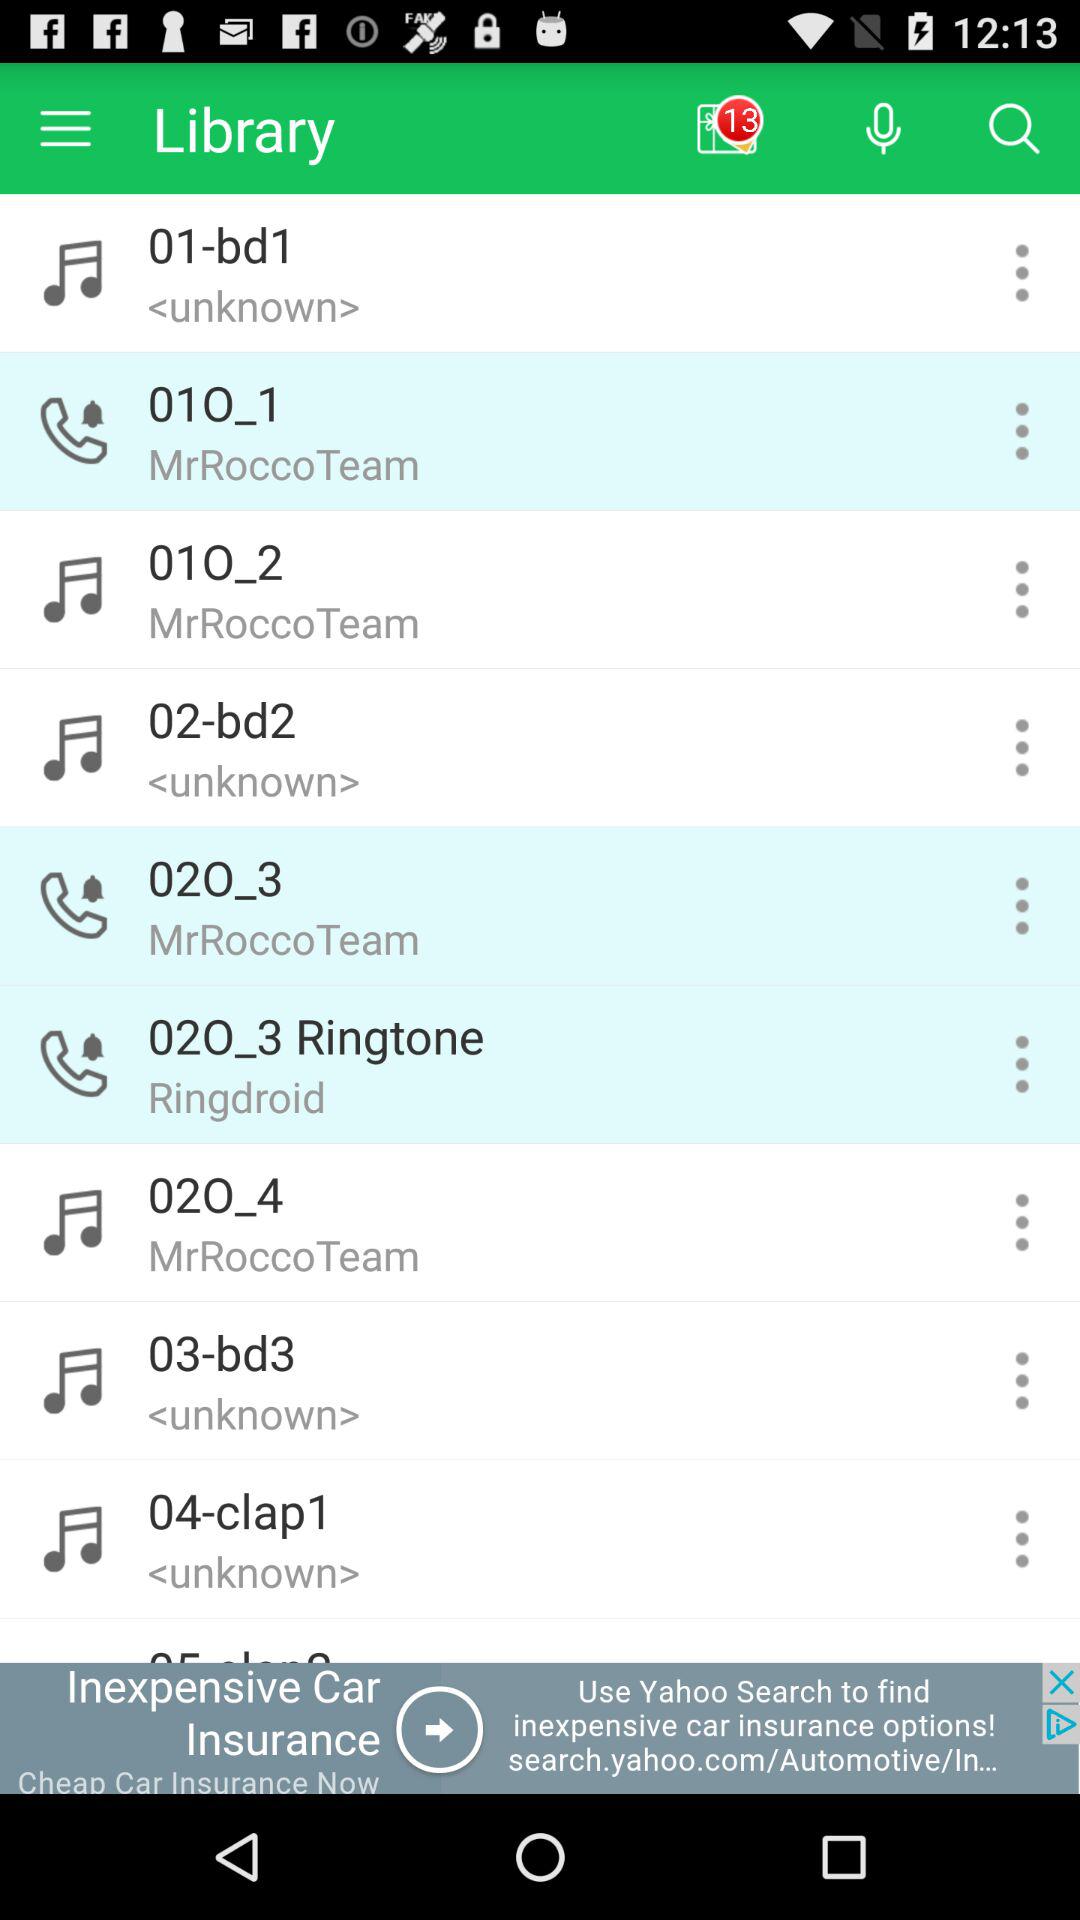 FAKE
12:13
Library
13
01-bd1
<unknown>
01O_1
MrRoccoTeam
01O_2
MrRoccoTeam
02-bd2
<unknown>
02O_3
MrRoccoTeam
02O_3 Ringtone
Ringdroid
02O_4
MrRoccoTeam
03-bd3
<unknown>
04-clap1
<unknown>
Inexpensive Car
Insurance
Cheap Car Insurance Now
Use Yahoo Search to find
inexpensive car insurance options!
search.yahoo.com/Automotive/In...